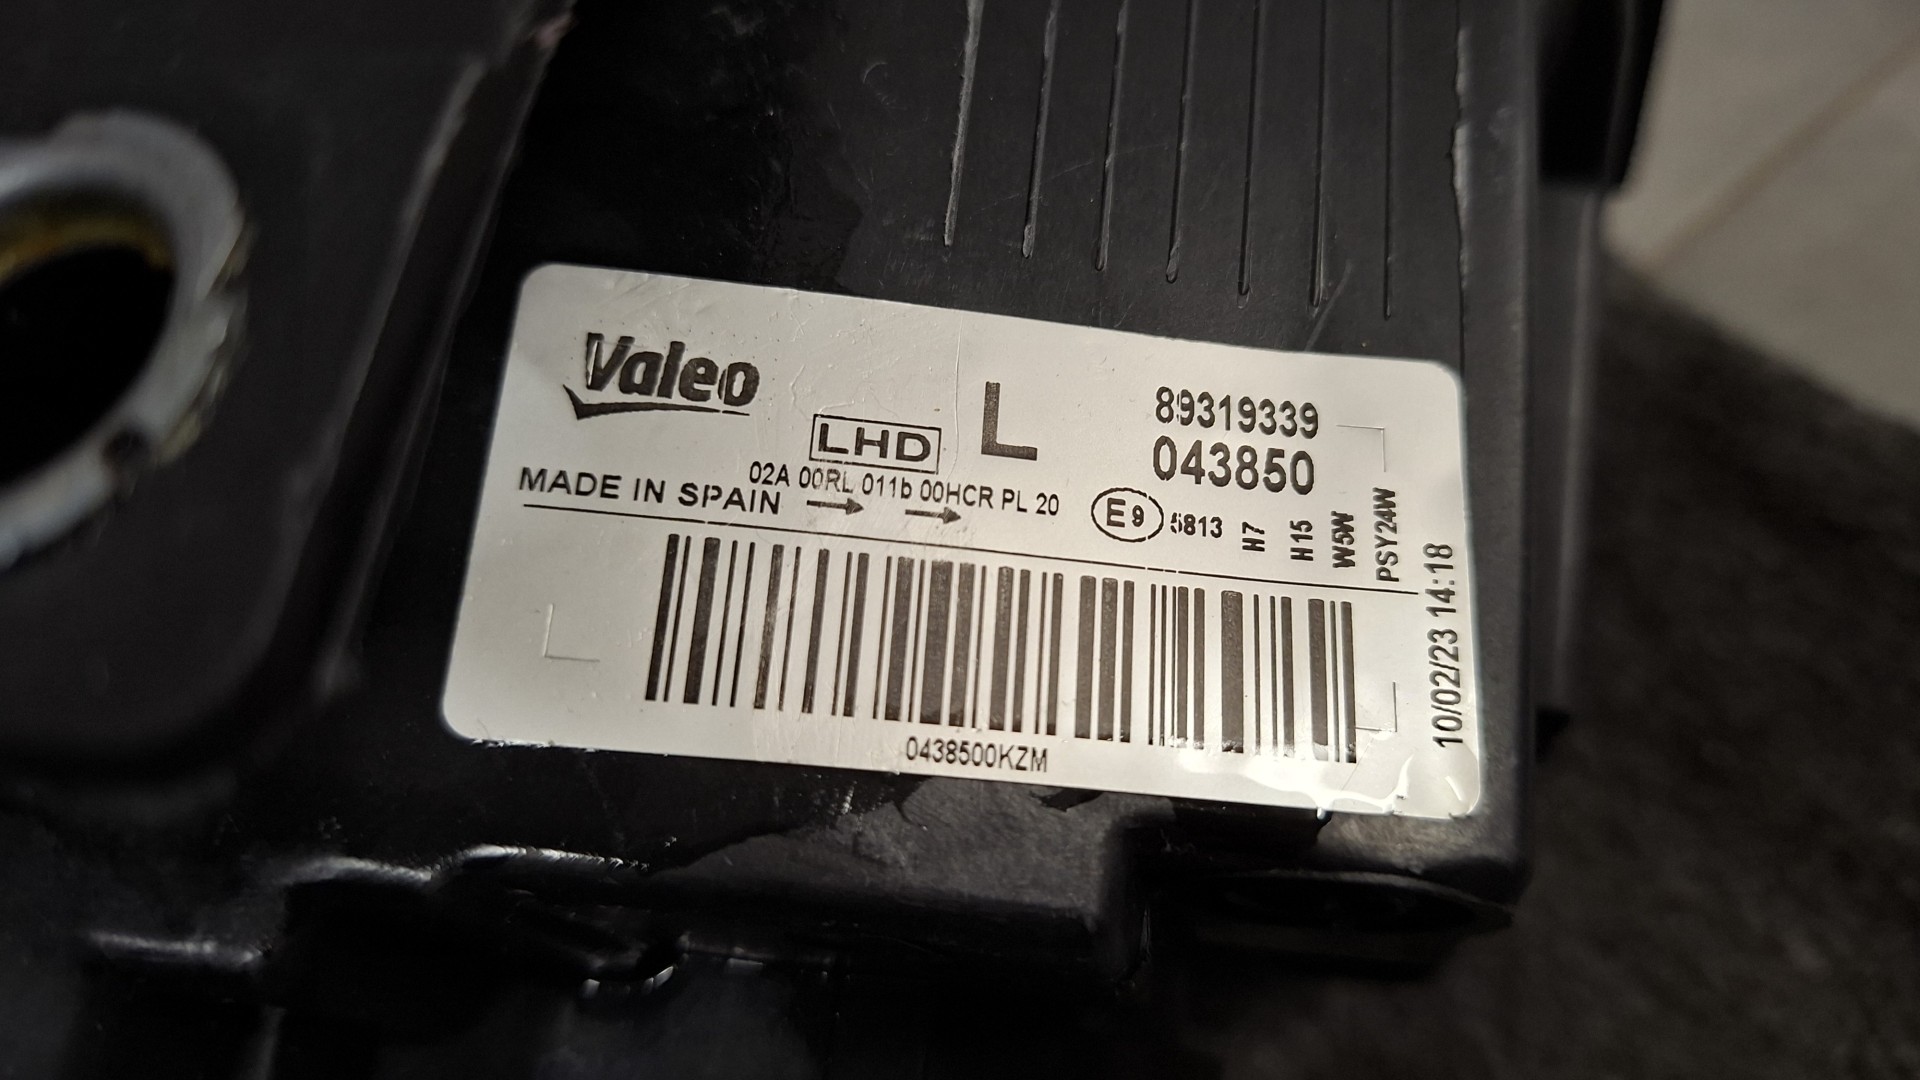 Valeo
LHD
L
89319339
043850
02A 00RL 011b 00HCR PL 20
MADE IN SPAIN
E9 5813
H7
H15
W5W
PSY24W
10/02/23 14:18
0438500KZM